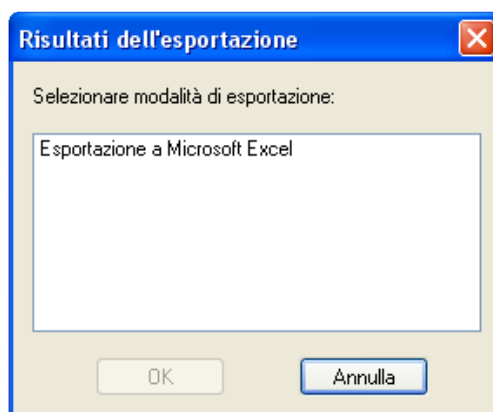 Risultati dell'esportazione
Selezionare modalità di esportazione:
Esportazione a Microsoft Excel
OK
Annulla